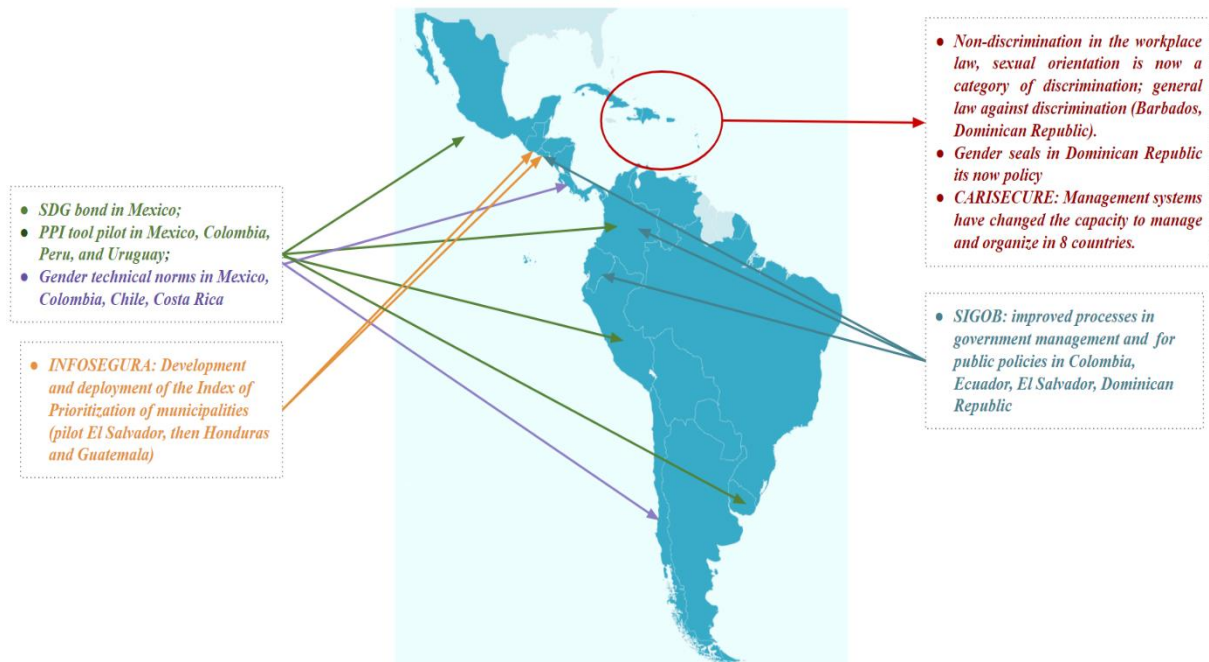 ● SDG bond in Mexico;
● PPI tool pilot in Mexico, Colombia,
Peru, and Uruguay;
● Gender technical norms in Mexico,
Colombia, Chile, Costa Rica
● INFOSEGURA: Development
and deployment of the Index of
Prioritization of municipalities
(pilot El Salvador, then Honduras
and Guatemala)
● Non-discrimination in the workplace
law, sexual orientation is now a
category of discrimination; general
law against discrimination (Barbados,
Dominican Republic).
● Gender seals in Dominican Republic
its now policy
● CARISECURE: Management systems
have changed the capacity to manage
and organize in 8 countries.
● SIGOB: improved processes in
government management and for
public policies in Colombia,
Ecuador, El Salvador, Dominican
Republic